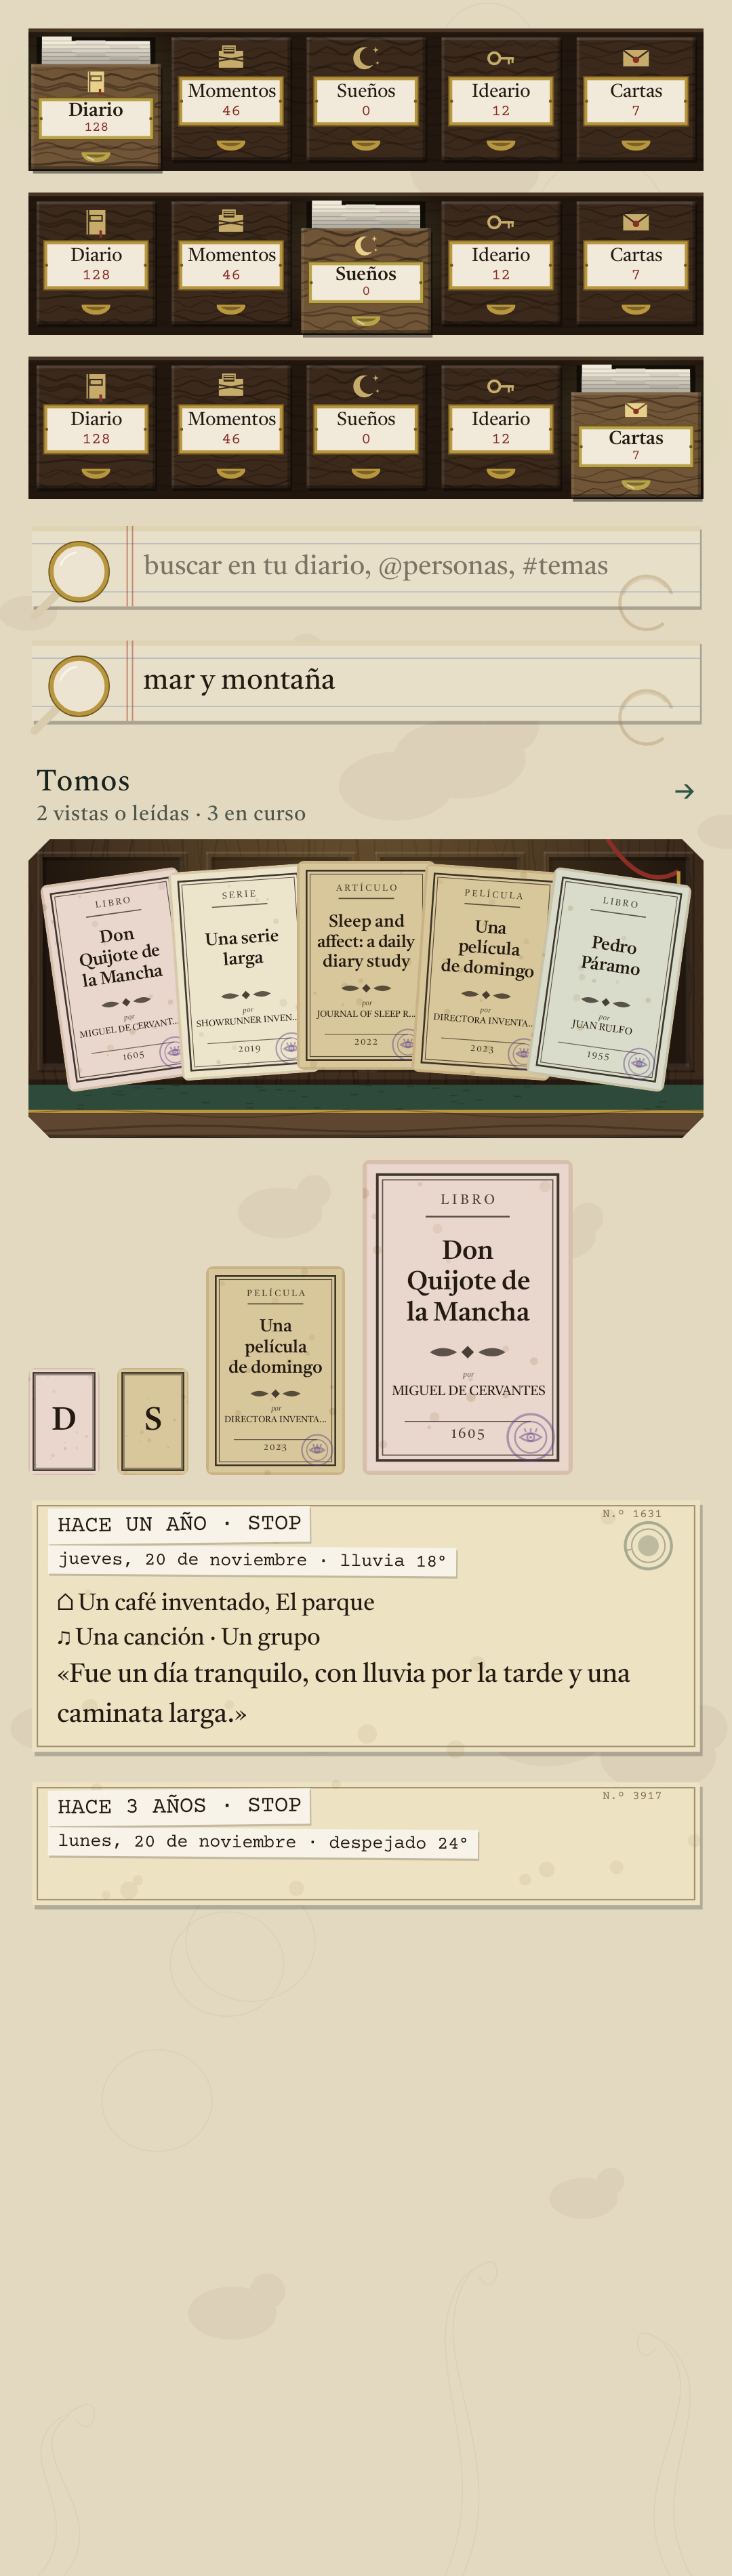 Diario
128
Momentos
46
Sueños
0
Ideario
12
Cartas
7
Diario
128
Momentos
46
Sueños
0
Ideario
12
Cartas
7
Diario
128
Momentos
46
Sueños
0
Ideario
12
Cartas
7
buscar en tu diario, @personas, #temas
mar y montaña
Tomos
2 vistas o leídas · 3 en curso
→
LIBRO
Don
Quijote de
la Mancha
por
MIGUEL DE CERVANT...
1605
SERIE
Una serie
larga
por
SHOWRUNNER INVEN...
2019
ARTÍCULO
Sleep and
affect: a daily
diary study
por
JOURNAL OF SLEEP R...
2022
PELÍCULA
Una
película
de domingo
por
DIRECTORA INVENTA...
2023
LIBRO
Pedro
Páramo
por
JUAN RULFO
1955
D
S
PELÍCULA
Una
película
de domingo
por
DIRECTORA INVENTA...
2023
LIBRO
Don
Quijote de
la Mancha
por
MIGUEL DE CERVANTES
1605
HACE UN AÑO · STOP
N.º 1631
jueves, 20 de noviembre · lluvia 18°
⌂ Un café inventado, El parque
♫ Una canción · Un grupo
«Fue un día tranquilo, con lluvia por la tarde y una
caminata larga.»
HACE 3 AÑOS · STOP
N.º 3917
lunes, 20 de noviembre · despejado 24°